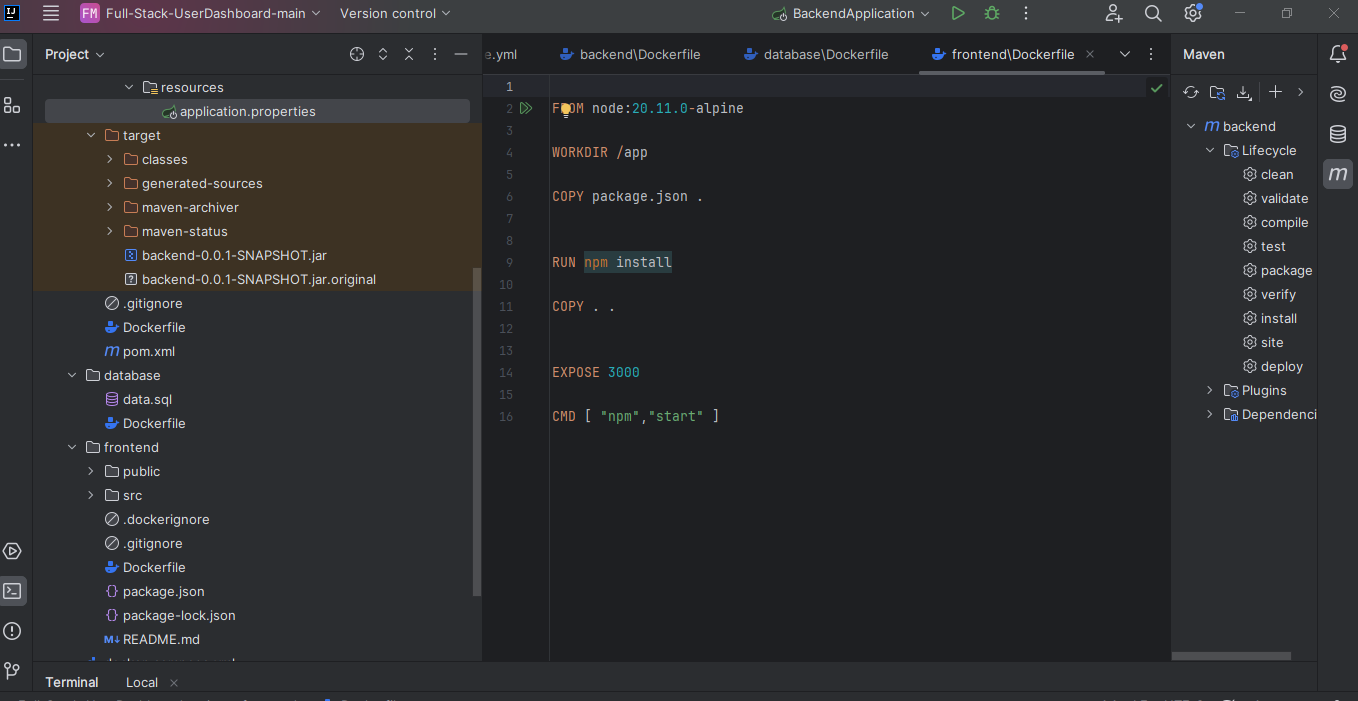 IJ FM Full-Stack-UserDashboard-main Version control BackendApplication
Project
e.yml backend\Dockerfile database\Dockerfile frontend\Dockerfile
Maven
resources
application.properties
target
classes
generated-sources
maven-archiver
maven-status
backend-0.0.1-SNAPSHOT.jar
backend-0.0.1-SNAPSHOT.jar.original
.gitignore
Dockerfile
m pom.xml
database
data.sql
Dockerfile
frontend
public
src
.dockerignore
.gitignore
Dockerfile
{} package.json
{} package-lock.json
M↓ README.md
1
2 FROM node:20.11.0-alpine
3
4 WORKDIR /app
5
6 COPY package.json .
7
8
9 RUN npm install
10
11 COPY . .
12
13
14 EXPOSE 3000
15
16 CMD [ "npm","start" ]
m backend
Lifecycle
clean
validate
compile
test
package
verify
install
site
deploy
Plugins
Dependenci
m
Terminal Local